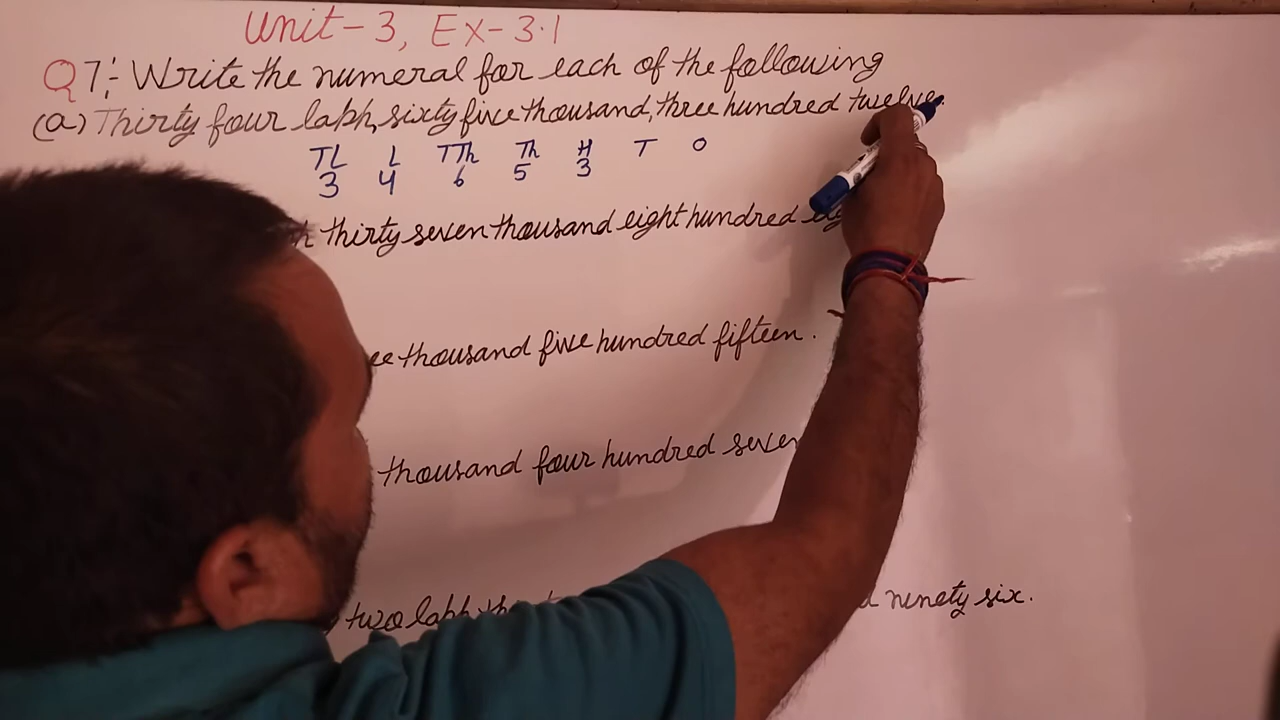 Unit-3, Ex-3.1
Q7:- Write the numeral for each of the following
(a) Thirty four lakh, sixty five thousand, three hundred twelve.
TL L TTh Th H T O
3 4 6 5 3
thirty seven thousand eight hundred
thousand five hundred fifteen.
thousand four hundred seven
two lakh ninety six.